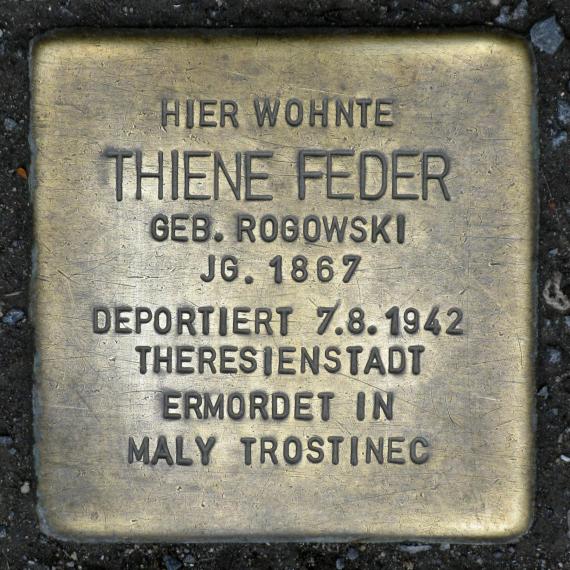 HIER WOHNTE
THIENE FEDER
GEB. ROGOWSKI
JG. 1867
DEPORTIERT 7.8.1942
THERESIENSTADT
ERMORDET IN
MALY TROSTINEC